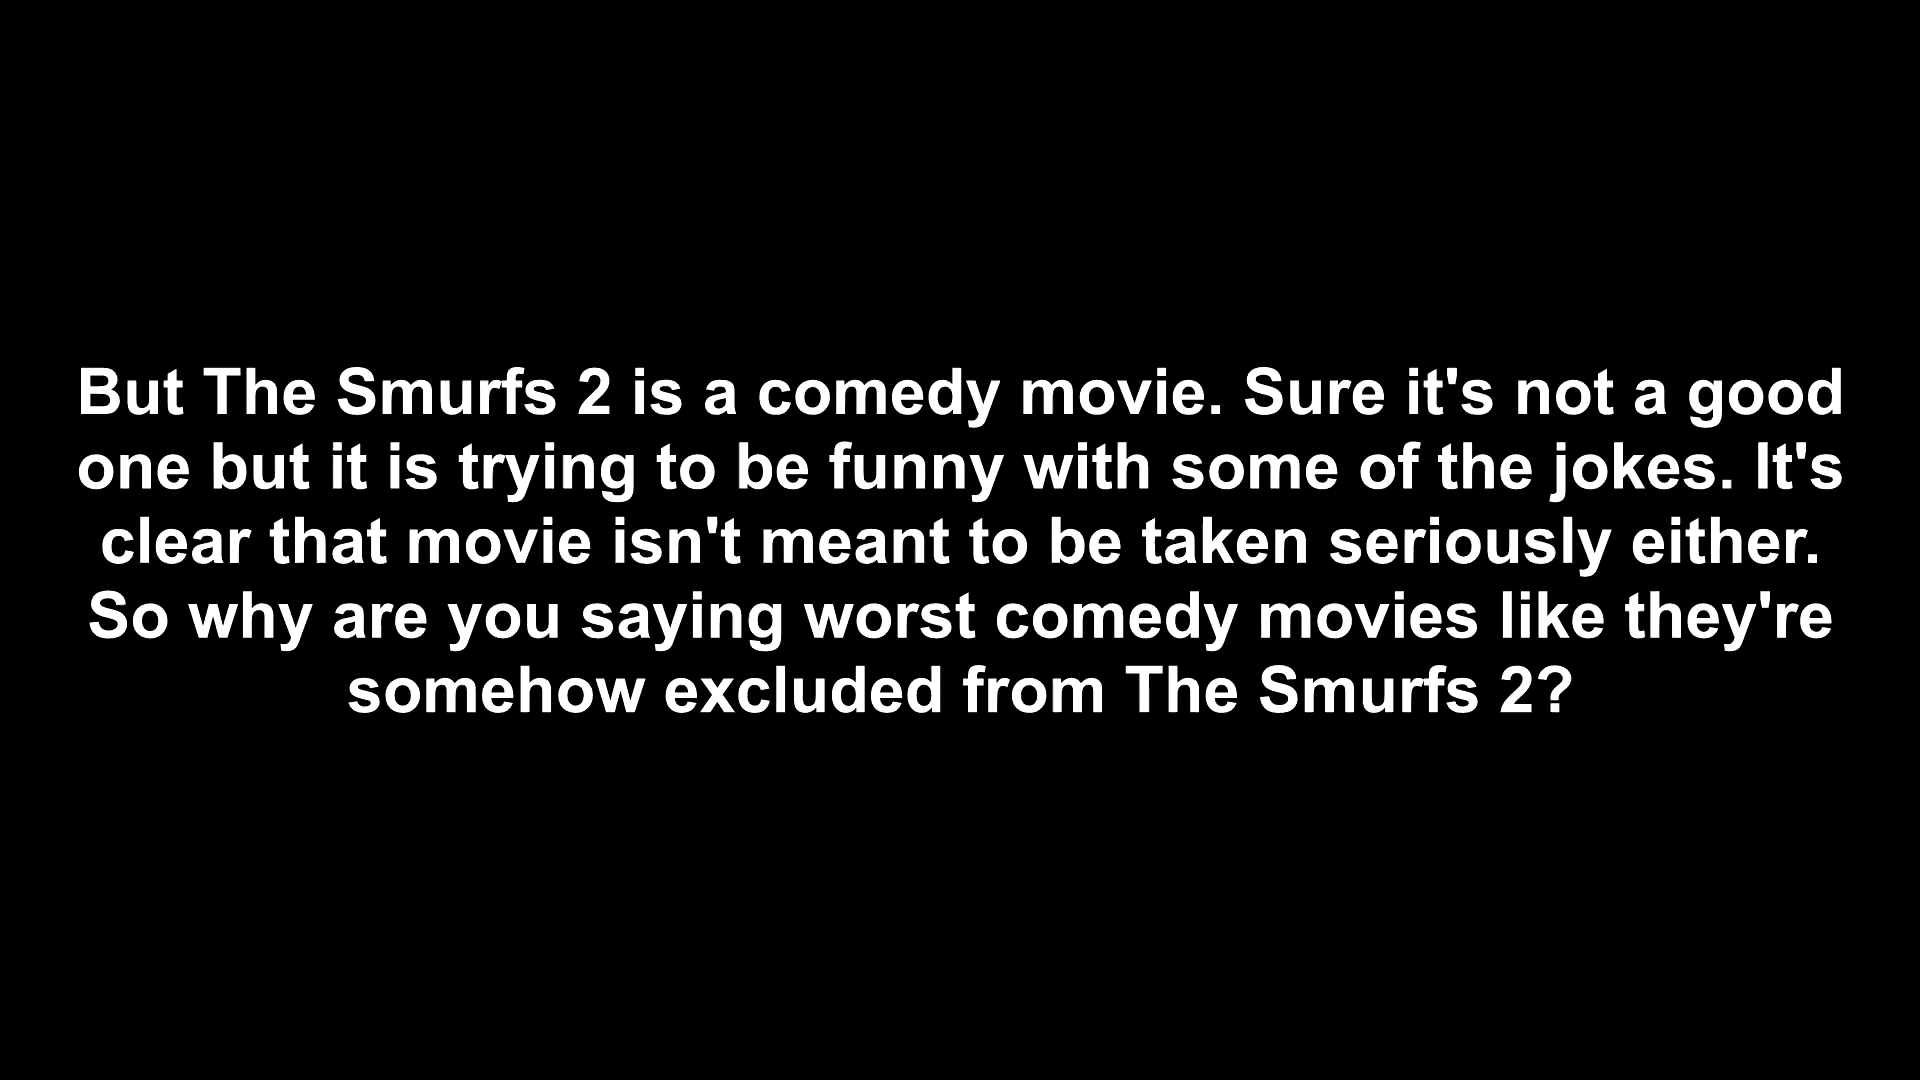 But The Smurfs 2 is a comedy movie. Sure it's not a good
one but it is trying to be funny with some of the jokes. It's
clear that movie isn't meant to be taken seriously either.
So why are you saying worst comedy movies like they're
somehow excluded from The Smurfs 2?